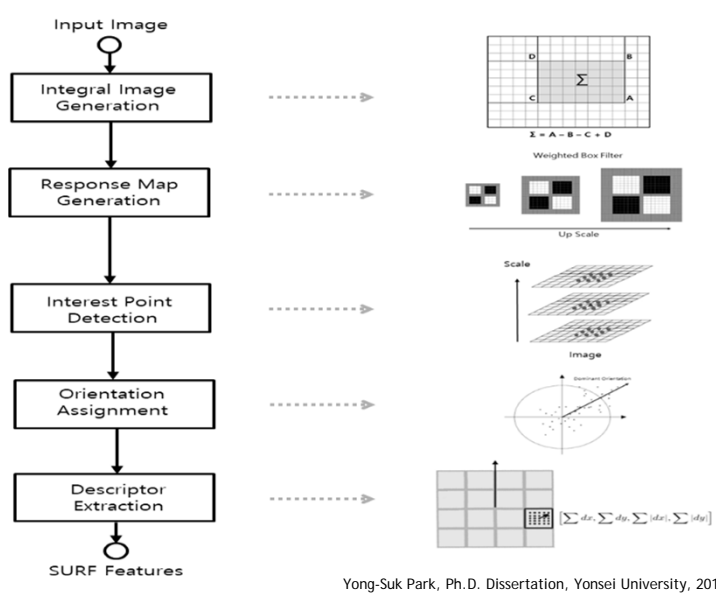 Input Image
Integral Image
Generation
D
B
Σ
C
A
Σ = A – B – C + D
Weighted Box Filter
Response Map
Generation
Up Scale
Scale
Interest Point
Detection
Image
Dominant Orientation
Orientation
Assignment
Descriptor
Extraction
[∑ dx, ∑ dy, ∑ |dx|, ∑ |dy|]
SURF Features
Yong-Suk Park, Ph.D. Dissertation, Yonsei University, 201